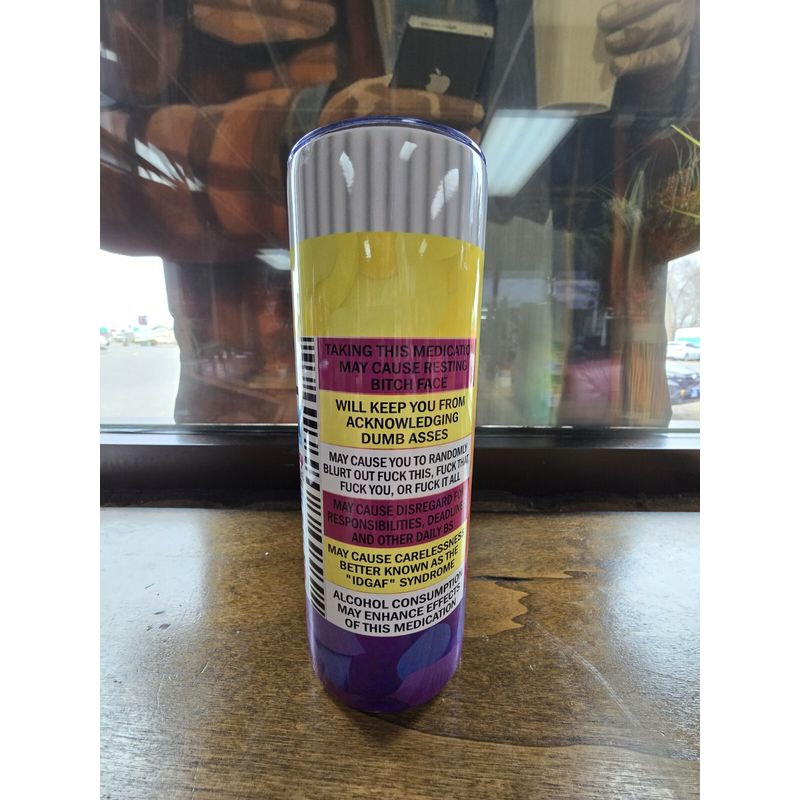 TAKING THIS MEDICATIO
MAY CAUSE RESTING
BITCH FACE
WILL KEEP YOU FROM
ACKNOWLEDGING
DUMB ASSES
MAY CAUSE YOU TO RANDOMLY
BLURT OUT FUCK THIS, FUCK THAT,
FUCK YOU, OR FUCK IT ALL
MAY CAUSE DISREGARD FOR
RESPONSIBILITIES, DEADLINE
AND OTHER DAILY BS
MAY CAUSE CARELESSNESS
BETTER KNOWN AS THE
"IDGAF" SYNDROME
ALCOHOL CONSUMPTION
MAY ENHANCE EFFECTS
OF THIS MEDICATION